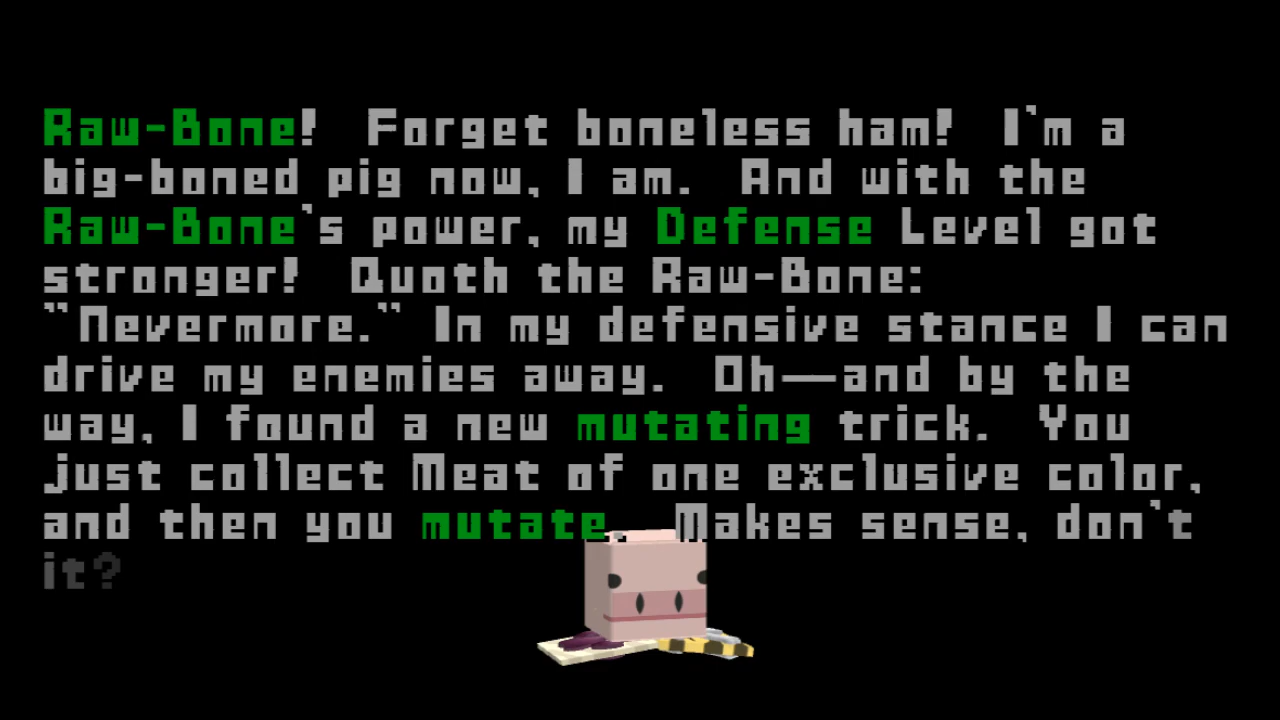 Raw-Bone!  Forget boneless ham!  I'm a
big-boned pig now, I am.  And with the
Raw-Bone's power, my Defense Level got
stronger!  Quoth the Raw-Bone:
"Nevermore." In my defensive stance I can
drive my enemies away.  Oh——and by the
way, I found a new mutating trick.  You
just collect Meat of one exclusive color,
and then you mutate.  Makes sense, don't
it?